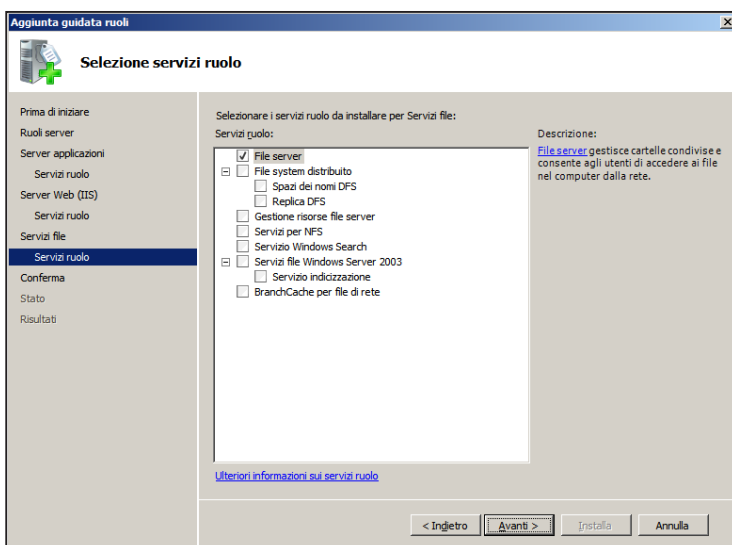 Aggiunta guidata ruoli
Selezione servizi ruolo
Prima di iniziare
Ruoli server
Server applicazioni
Servizi ruolo
Server Web (IIS)
Servizi ruolo
Servizi file
Servizi ruolo
Conferma
Stato
Risultati
Selezionare i servizi ruolo da installare per Servizi file:
Servizi ruolo:
File server
File system distribuito
Spazi dei nomi DFS
Replica DFS
Gestione risorse file server
Servizi per NFS
Servizio Windows Search
Servizi file Windows Server 2003
Servizio indicizzazione
BranchCache per file di rete
Ulteriori informazioni sui servizi ruolo
Descrizione:
File server gestisce cartelle condivise e
consente agli utenti di accedere ai file
nel computer dalla rete.
< Indietro
Avanti >
Installa
Annulla